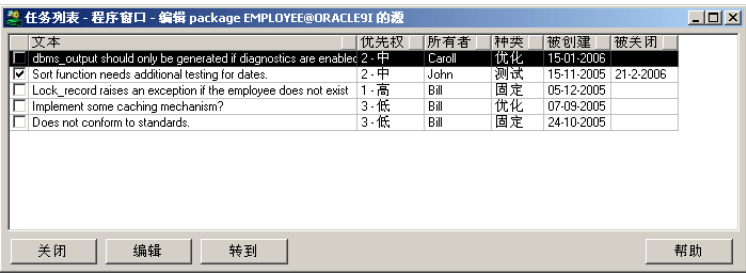 任务列表 - 程序窗口 - 编辑 package EMPLOYEE@ORACLE9I 的源
文本 优先权 所有者 种类 被创建 被关闭
dbms_output should only be generated if diagnostics are enabled 2 - 中 Caroll 优化 15-01-2006
Sort function needs additional testing for dates. 2 - 中 John 测试 15-11-2005 21-2-2006
Lock_record raises an exception if the employee does not exist 1 - 高 Bill 固定 05-12-2005
Implement some caching mechanism? 3 - 低 Bill 优化 07-09-2005
Does not conform to standards. 3 - 低 Bill 固定 24-10-2005
关闭 编辑 转到 帮助